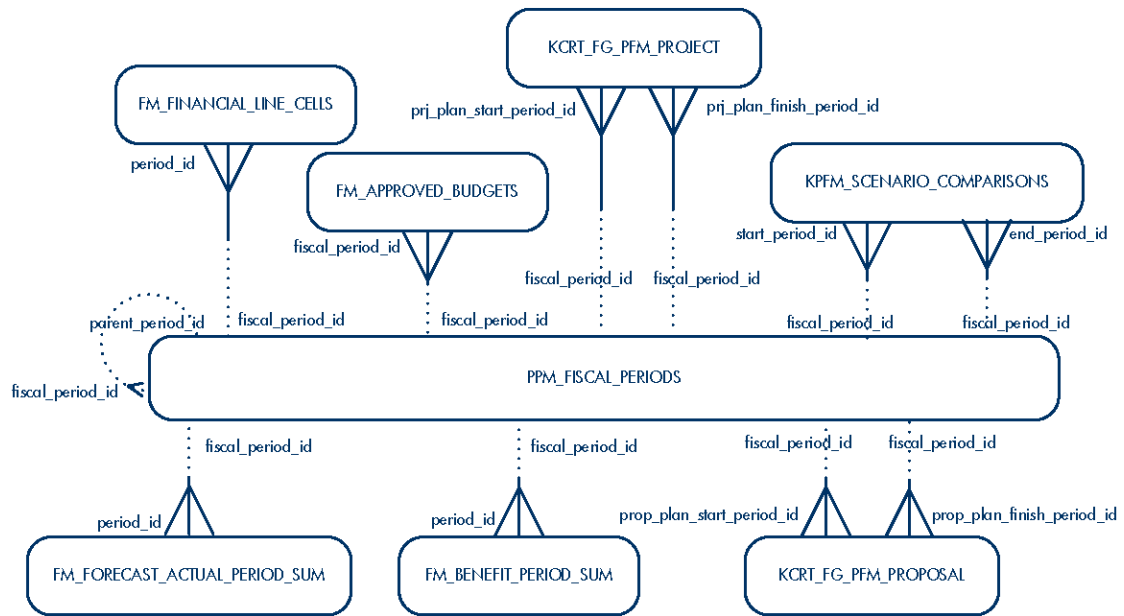 KCRT_FG_PFM_PROJECT
FM_FINANCIAL_LINE_CELLS
prj_plan_start_period_id
prj_plan_finish_period_id
period_id
FM_APPROVED_BUDGETS
KPFM_SCENARIO_COMPARISONS
fiscal_period_id
start_period_id
end_period_id
fiscal_period_id
fiscal_period_id
parent_period_id
fiscal_period_id
fiscal_period_id
fiscal_period_id
fiscal_period_id
PPM_FISCAL_PERIODS
fiscal_period_id
fiscal_period_id
fiscal_period_id
fiscal_period_id
fiscal_period_id
period_id
period_id
prop_plan_start_period_id
prop_plan_finish_period_id
FM_FORECAST_ACTUAL_PERIOD_SUM
FM_BENEFIT_PERIOD_SUM
KCRT_FG_PFM_PROPOSAL